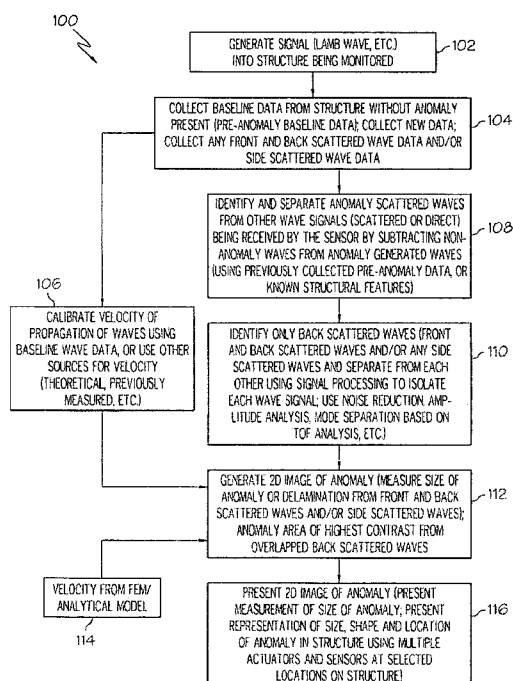 100
GENERATE SIGNAL (LAMB WAVE, ETC.)
INTO STRUCTURE BEING MONITORED
102
COLLECT BASELINE DATA FROM STRUCTURE WITHOUT ANOMALY
PRESENT (PRE-ANOMALY BASELINE DATA); COLLECT NEW DATA;
COLLECT ANY FRONT AND BACK SCATTERED WAVE DATA AND/OR
SIDE SCATTERED WAVE DATA
104
IDENTIFY AND SEPARATE ANOMALY SCATTERED WAVES
FROM OTHER WAVE SIGNALS (SCATTERED OR DIRECT)
BEING RECEIVED BY THE SENSOR BY SUBTRACTING NON-
ANOMALY WAVES FROM ANOMALY GENERATED WAVES
(USING PREVIOUSLY COLLECTED PRE-ANOMALY DATA, OR
KNOWN STRUCTURAL FEATURES)
108
106
CALIBRATE VELOCITY OF
PROPAGATION OF WAVES USING
BASELINE WAVE DATA, OR USE OTHER
SOURCES FOR VELOCITY
(THEORETICAL, PREVIOUSLY
MEASURED, ETC.)
IDENTIFY ONLY BACK SCATTERED WAVES (FRONT
AND BACK SCATTERED WAVES AND/OR ANY SIDE
SCATTERED WAVES AND SEPARATE FROM EACH
OTHER USING SIGNAL PROCESSING TO ISOLATE
EACH WAVE SIGNAL; USE NOISE REDUCTION, AMP-
LITUDE ANALYSIS, MODE SEPARATION BASED ON
TOF ANALYSIS, ETC.)
110
GENERATE 2D IMAGE OF ANOMALY (MEASURE SIZE OF
ANOMALY OR DELAMINATION FROM FRONT AND BACK
SCATTERED WAVES AND/OR SIDE SCATTERED WAVES);
ANOMALY AREA OF HIGHEST CONTRAST FROM
OVERLAPPED BACK SCATTERED WAVES
112
VELOCITY FROM FEM/
ANALYTICAL MODEL
114
PRESENT 2D IMAGE OF ANOMALY (PRESENT
MEASUREMENT OF SIZE OF ANOMALY; PRESENT
REPRESENTATION OF SIZE, SHAPE AND LOCATION
OF ANOMALY IN STRUCTURE USING MULTIPLE
ACTUATORS AND SENSORS AT SELECTED
LOCATIONS ON STRUCTURE)
116